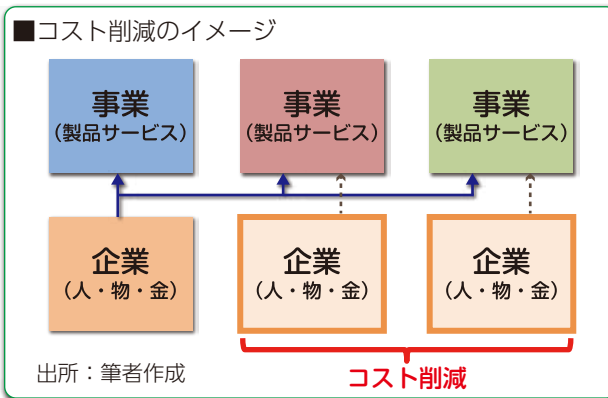 ■コスト削減のイメージ
事業
（製品サービス）
事業
（製品サービス）
事業
（製品サービス）
企業
（人・物・金）
企業
（人・物・金）
企業
（人・物・金）
出所：筆者作成
コスト削減